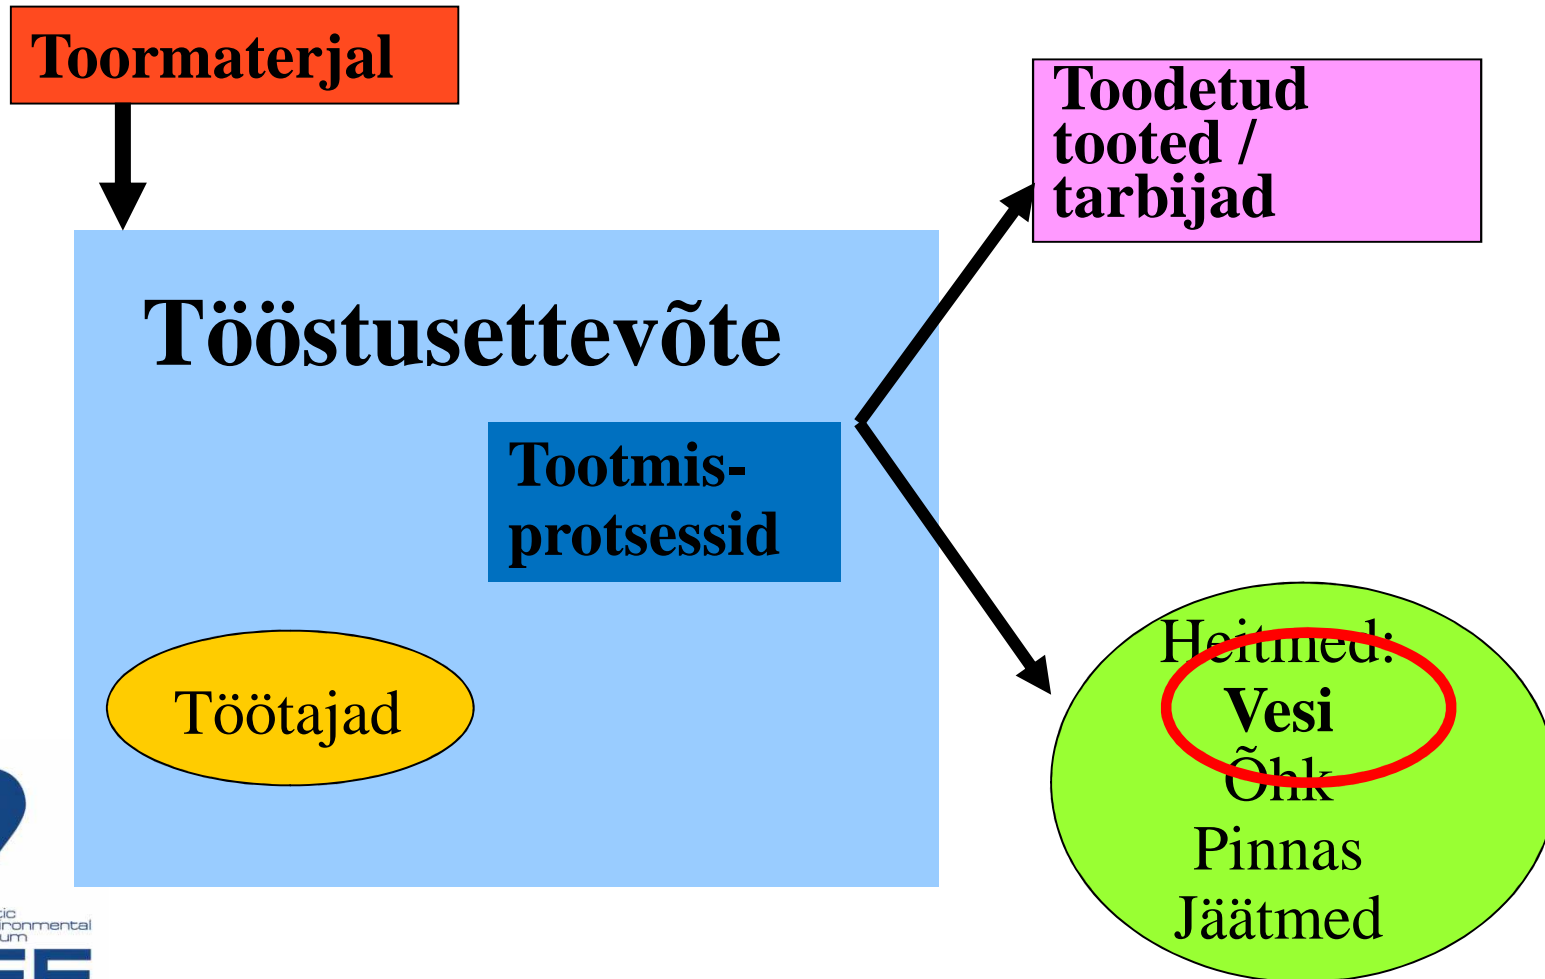 Toormaterjal
Toodetud
tooted /
tarbijad
Tööstusettevõte
Tootmis-
protsessid
Töötajad
Heitmed:
Vesi
Õhk
Pinnas
Jäätmed